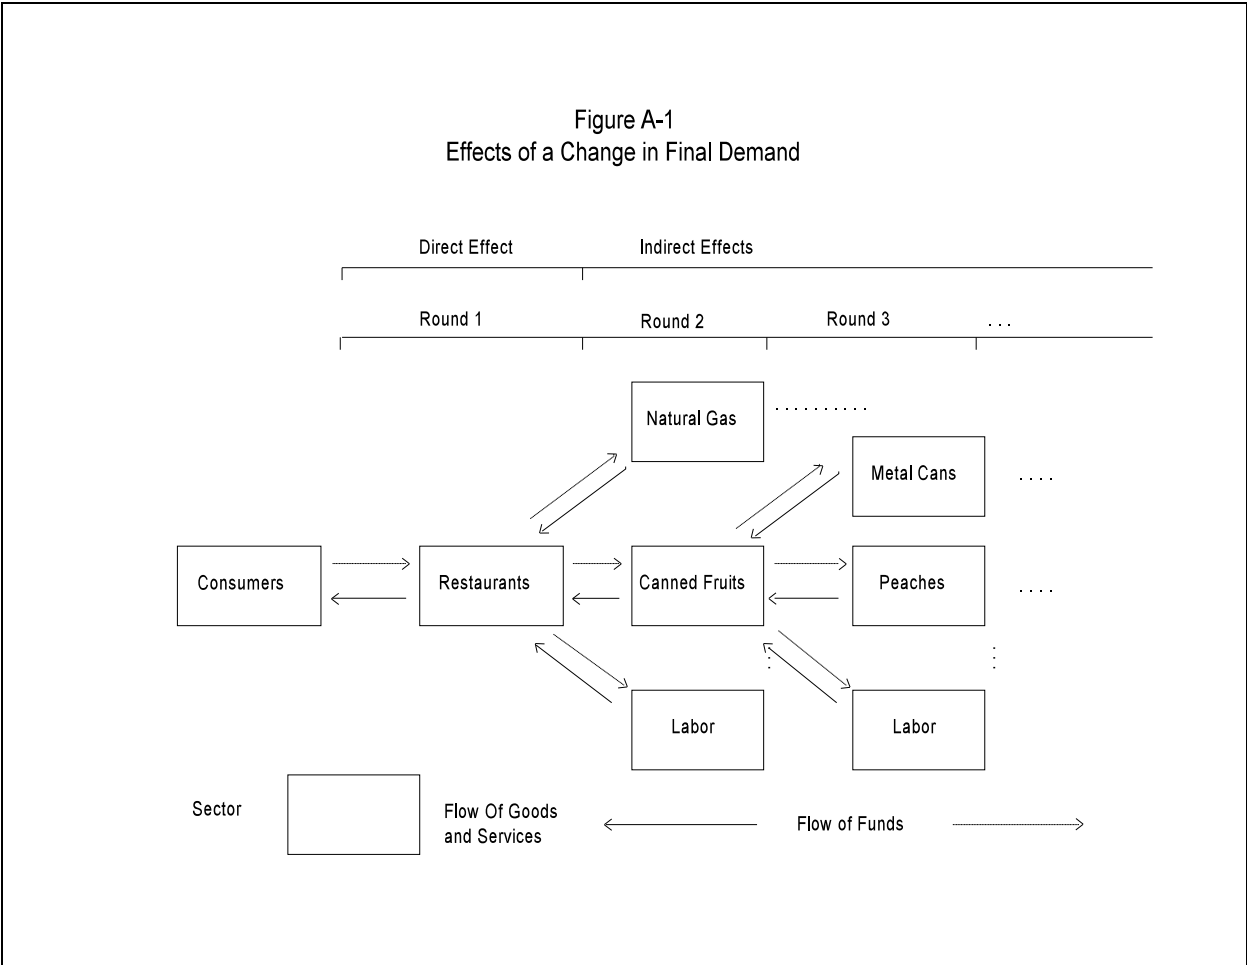 Figure A-1
Effects of a Change in Final Demand
Direct Effect
Indirect Effects
Round 1
Round 2
Round 3
. . .
Natural Gas
. . . . . . . . . .
Metal Cans
. . . .
Consumers
Restaurants
Canned Fruits
Peaches
. . . .
Labor
Labor
Sector
Flow Of Goods
and Services
Flow of Funds